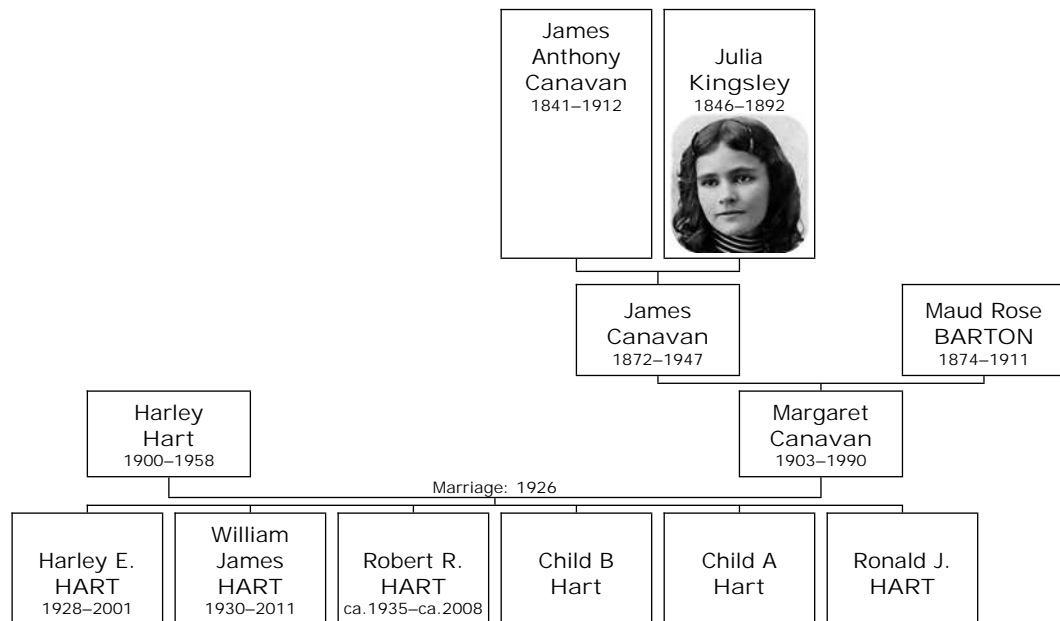 James
Anthony
Canavan
1841–1912
Julia
Kingsley
1846–1892
James
Canavan
1872–1947
Maud Rose
BARTON
1874–1911
Harley
Hart
1900–1958
Margaret
Canavan
1903–1990
Marriage: 1926
Harley E.
HART
1928–2001
William
James
HART
1930–2011
Robert R.
HART
ca.1935–ca.2008
Child B
Hart
Child A
Hart
Ronald J.
HART